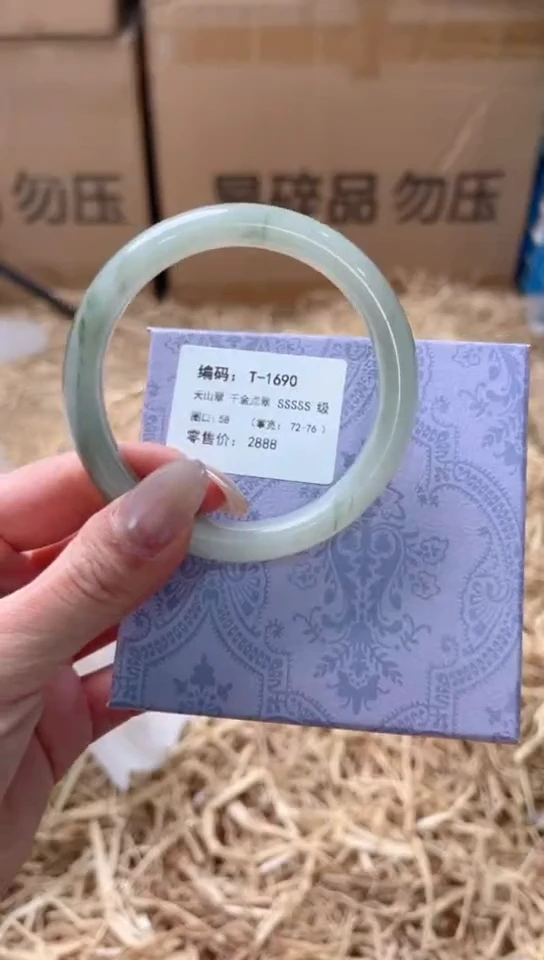 勿压
易碎品 勿压
编码: T-1690
天山翠 千金点翠 SSSSS 级
圈口: 58 (掌宽: 72-76 )
零售价: 2888